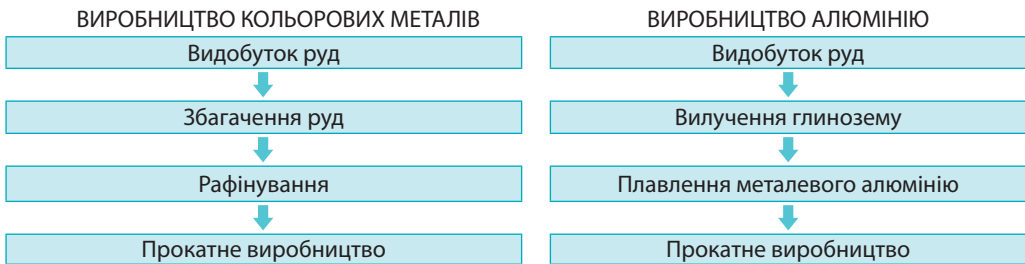 ВИРОБНИЦТВО КОЛЬОРОВИХ МЕТАЛІВ
Видобуток руд
Збагачення руд
Рафінування
Прокатне виробництво
ВИРОБНИЦТВО АЛЮМІНІЮ
Видобуток руд
Вилучення глинозему
Плавлення металевого алюмінію
Прокатне виробництво